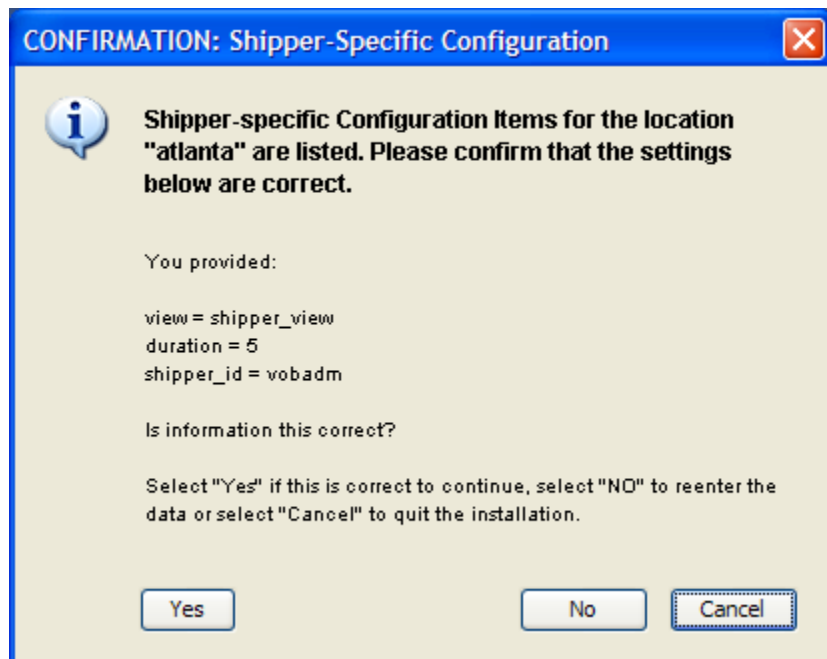 CONFIRMATION: Shipper-Specific Configuration
Shipper-specific Configuration Items for the location
"atlanta" are listed. Please confirm that the settings
below are correct.
You provided:
view = shipper_view
duration = 5
shipper_id = vobadm
Is information this correct?
Select "Yes" if this is correct to continue, select "NO" to reenter the
data or select "Cancel" to quit the installation.
Yes No Cancel